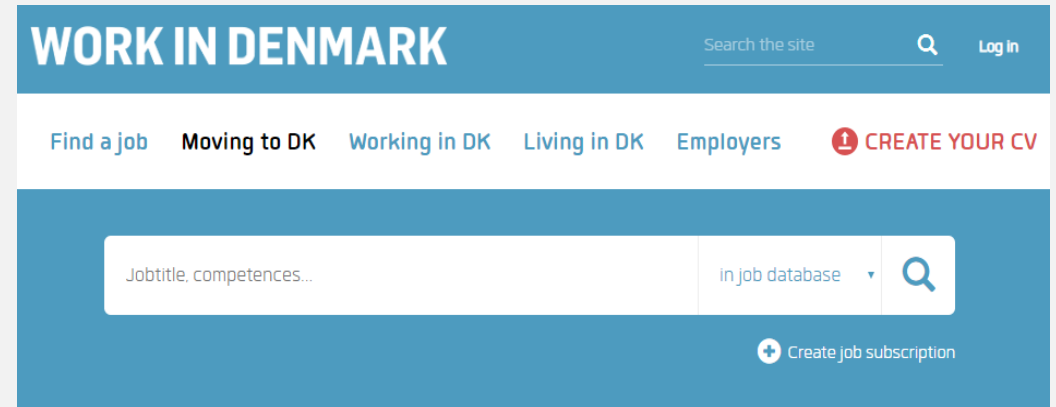 WORK IN DENMARK
Search the site
Log in
Find a job Moving to DK Working in DK Living in DK Employers CREATE YOUR CV
Jobtitle, competences... in job database
Create job subscription